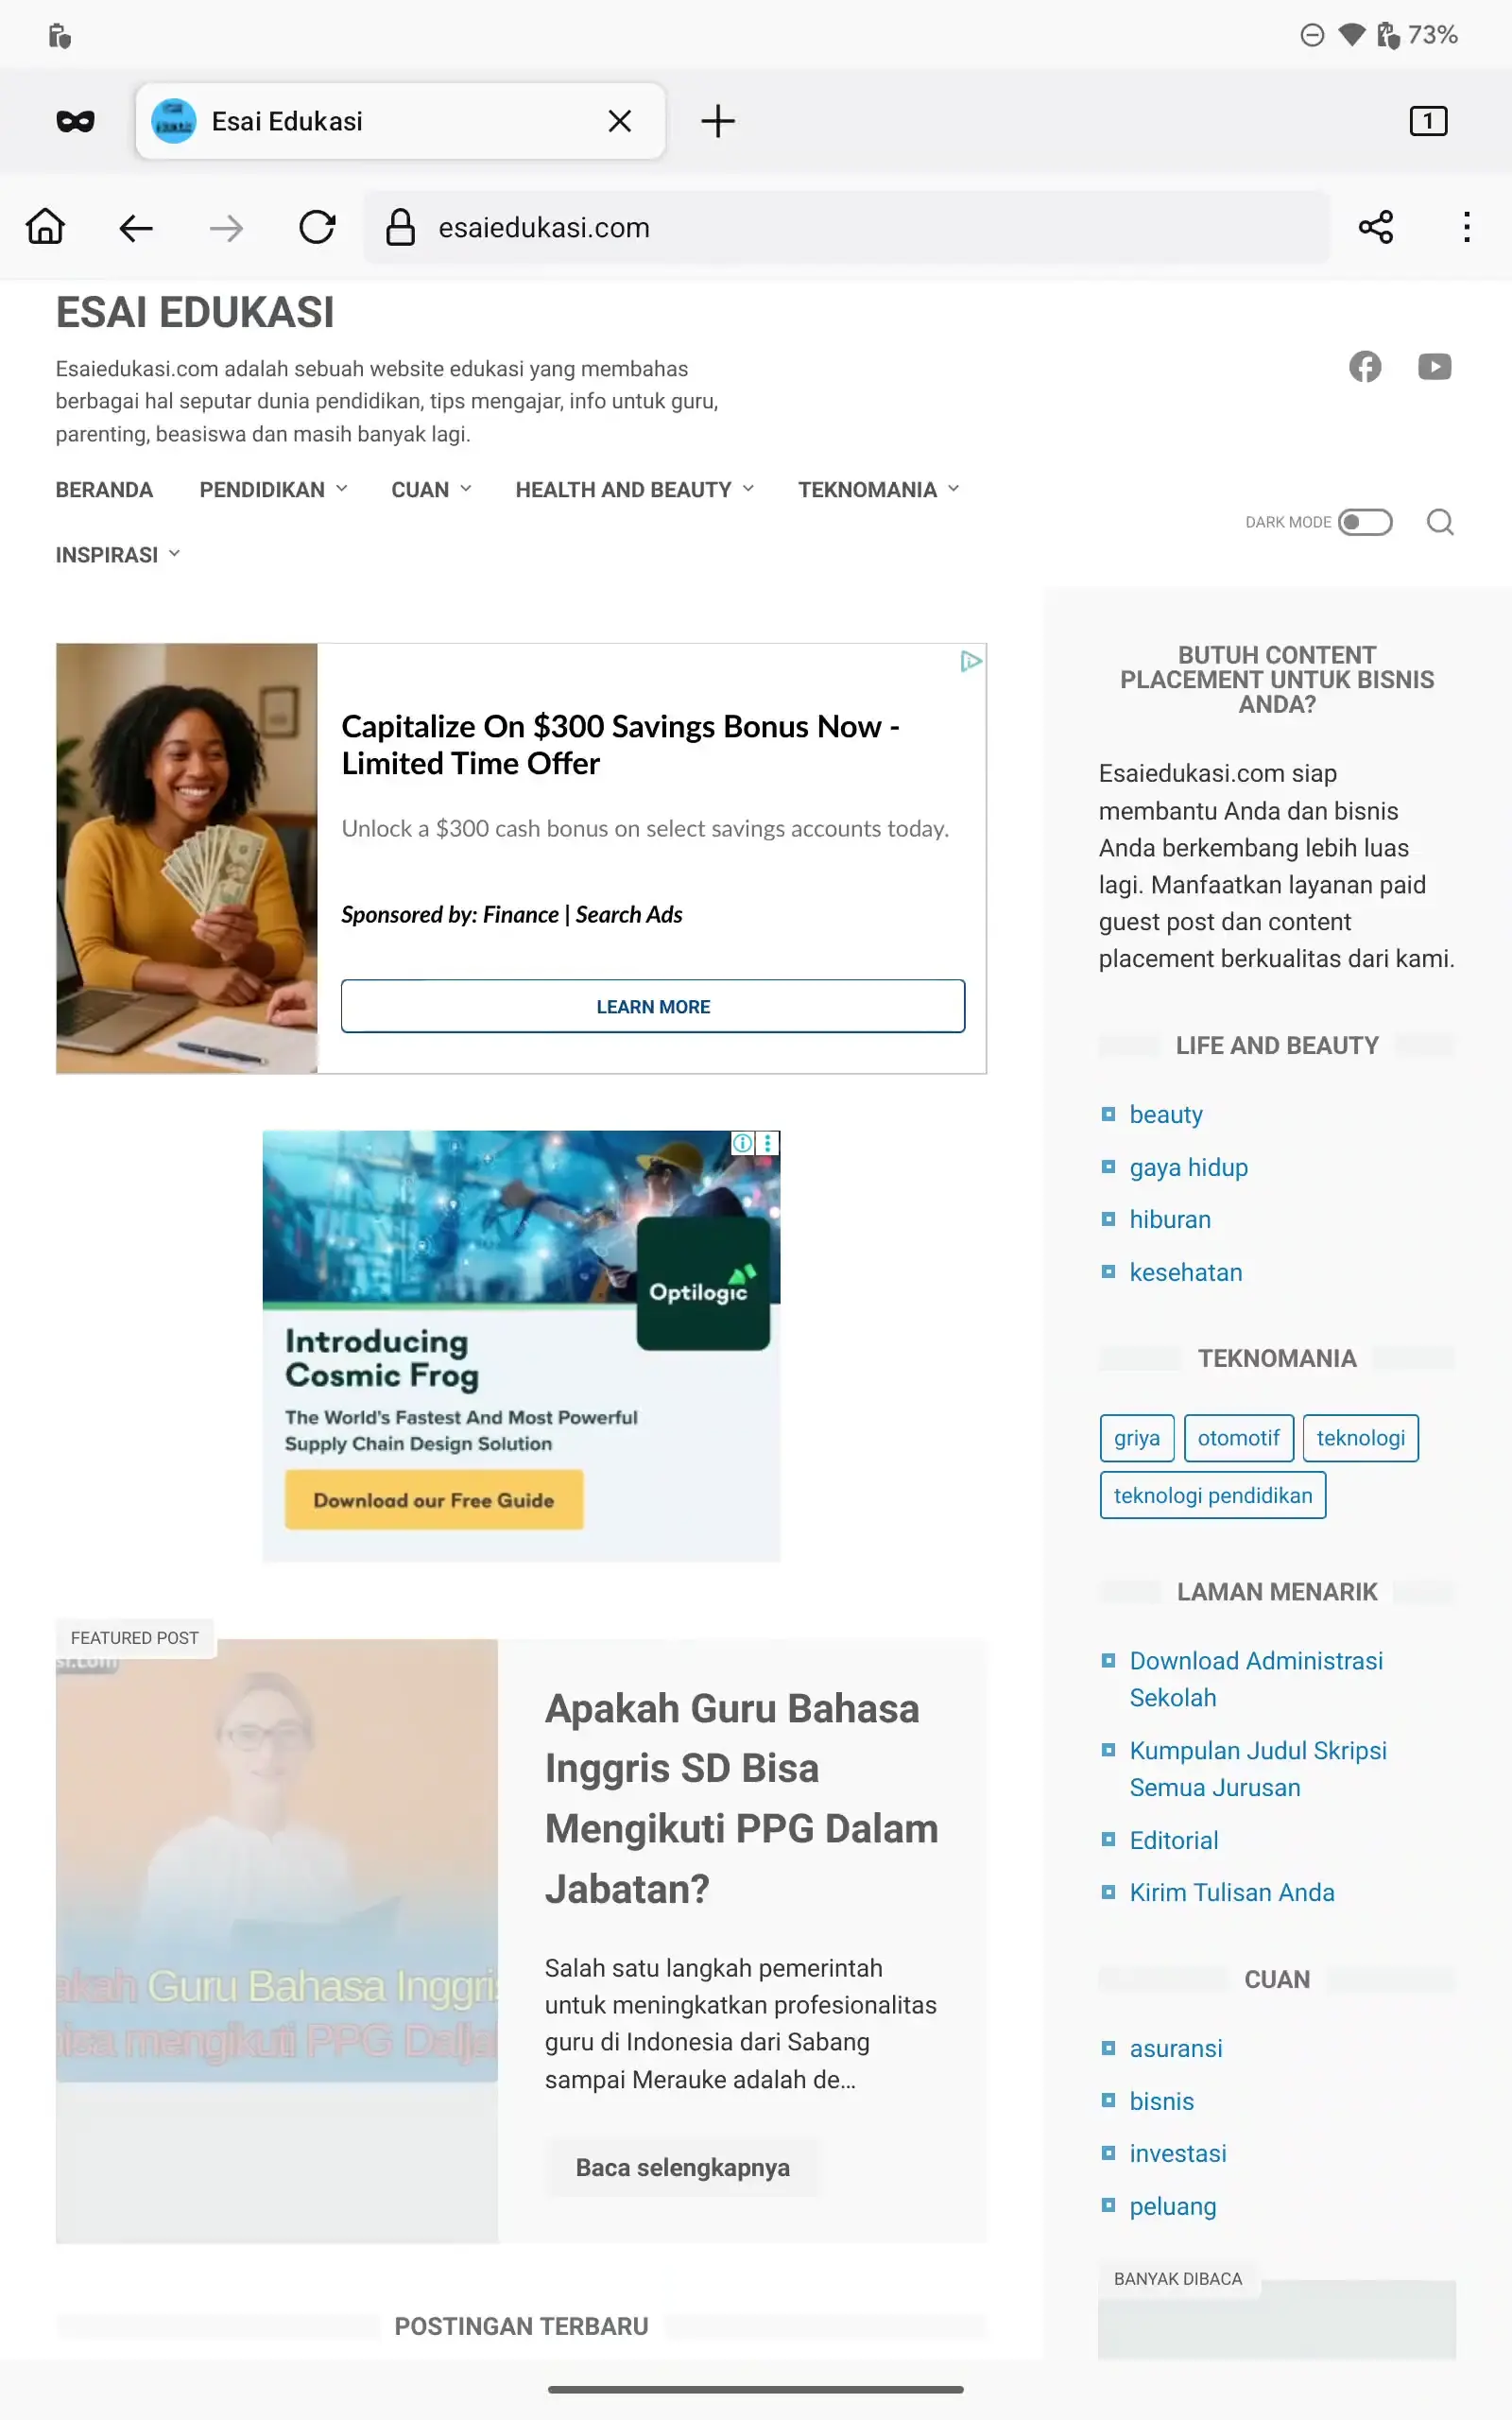 73%
Esai Edukasi
1
esaiedukasi.com
ESAI EDUKASI
Esaiedukasi.com adalah sebuah website edukasi yang membahas
berbagai hal seputar dunia pendidikan, tips mengajar, info untuk guru,
parenting, beasiswa dan masih banyak lagi.
BERANDA PENDIDIKAN CUAN HEALTH AND BEAUTY TEKNOMANIA
INSPIRASI
DARK MODE
Capitalize On $300 Savings Bonus Now -
Limited Time Offer
Unlock a $300 cash bonus on select savings accounts today.
Sponsored by: Finance | Search Ads
LEARN MORE
Optilogic
Introducing
Cosmic Frog
The World's Fastest And Most Powerful
Supply Chain Design Solution
Download our Free Guide
FEATURED POST
si.com
akah Guru Bahasa Inggris
isa mengikuti PPG
Apakah Guru Bahasa
Inggris SD Bisa
Mengikuti PPG Dalam
Jabatan?
Salah satu langkah pemerintah
untuk meningkatkan profesionalitas
guru di Indonesia dari Sabang
sampai Merauke adalah de…
Baca selengkapnya
POSTINGAN TERBARU
BUTUH CONTENT
PLACEMENT UNTUK BISNIS
ANDA?
Esaiedukasi.com siap
membantu Anda dan bisnis
Anda berkembang lebih luas
lagi. Manfaatkan layanan paid
guest post dan content
placement berkualitas dari kami.
LIFE AND BEAUTY
beauty
gaya hidup
hiburan
kesehatan
TEKNOMANIA
griya otomotif teknologi
teknologi pendidikan
LAMAN MENARIK
Download Administrasi
Sekolah
Kumpulan Judul Skripsi
Semua Jurusan
Editorial
Kirim Tulisan Anda
CUAN
asuransi
bisnis
investasi
peluang
BANYAK DIBACA